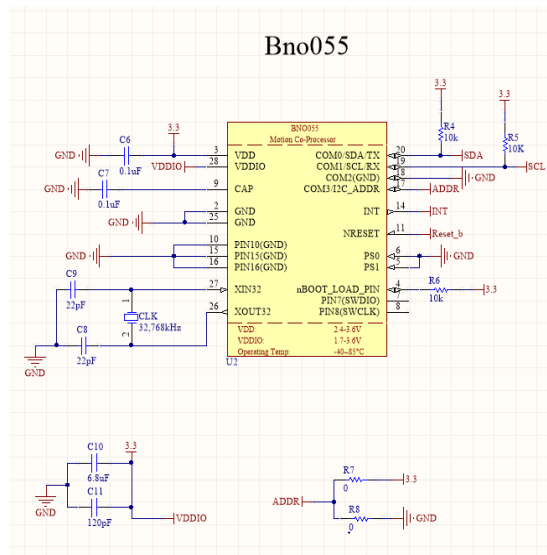 Bno055
3.3
3.3
3.3
BNO055
Motion Co-Processor
R4
10k
R5
10K
C6
0.1uF
GND
VDDIO
3
28
VDD
VDDIO
COM0/SDA/TX
COM1/SCL/RX
COM2(GND)
COM3/I2C_ADDR
20
19
18
17
SDA
SCL
GND
ADDR
C7
0.1uF
GND
9
CAP
GND
2
25
GND
GND
INT
14
INT
NRESET
11
Reset_b
GND
10
15
16
PIN10(GND)
PIN15(GND)
PIN16(GND)
PS0
PS1
6
5
GND
C9
22pF
27
26
XIN32
XOUT32
1
CLK
32,768kHz
2
nBOOT_LOAD_PIN
PIN7(SWDIO)
PIN8(SWCLK)
4
7
8
R6
10k
3.3
C8
22pF
GND
VDD: 2.4-3.6V
VDDIO: 1.7-3.6V
Operating Temp: -40~85°C
U2
C10
6.8uF
3.3
C11
120pF
GND
VDDIO
R7
0
3.3
ADDR
R8
0
GND